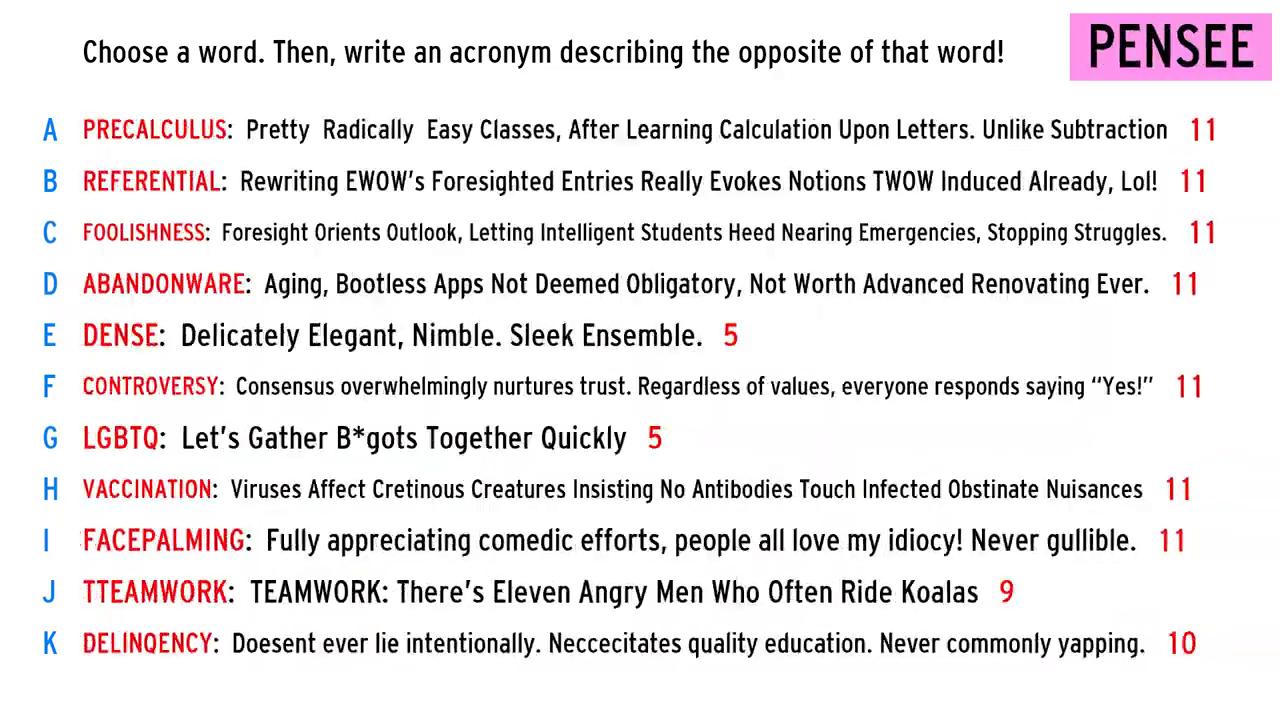 Choose a word. Then, write an acronym describing the opposite of that word!
PENSEE
A PRECALCULUS: Pretty Radically Easy Classes, After Learning Calculation Upon Letters. Unlike Subtraction 11
B REFERENTIAL: Rewriting EWOW's Foresighted Entries Really Evokes Notions TWOW Induced Already, Lol! 11
C FOOLISHNESS: Foresight Orients Outlook, Letting Intelligent Students Heed Nearing Emergencies, Stopping Struggles. 11
D ABANDONWARE: Aging, Bootless Apps Not Deemed Obligatory, Not Worth Advanced Renovating Ever. 11
E DENSE: Delicately Elegant, Nimble. Sleek Ensemble. 5
F CONTROVERSY: Consensus overwhelmingly nurtures trust. Regardless of values, everyone responds saying “Yes!” 11
G LGBTQ: Let's Gather B*gots Together Quickly 5
H VACCINATION: Viruses Affect Cretinous Creatures Insisting No Antibodies Touch Infected Obstinate Nuisances 11
I FACEPALMING: Fully appreciating comedic efforts, people all love my idiocy! Never gullible. 11
J TTEAMWORK: TEAMWORK: There's Eleven Angry Men Who Often Ride Koalas 9
K DELINQENCY: Doesent ever lie intentionally. Neccecitates quality education. Never commonly yapping. 10